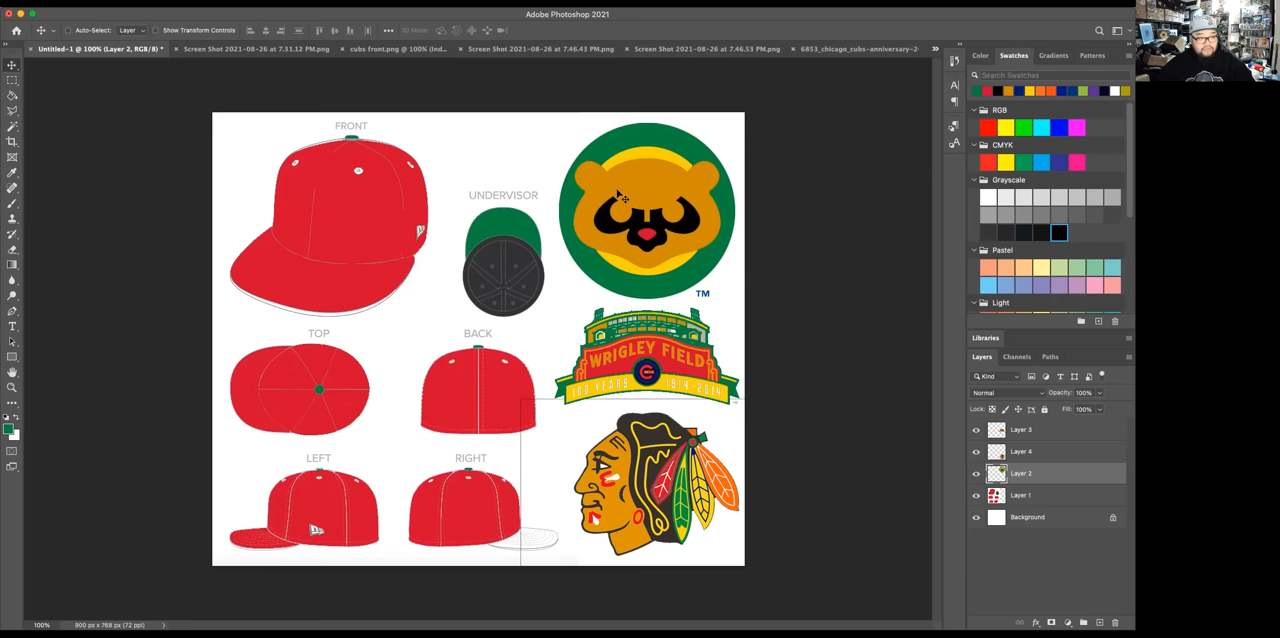 Adobe Photoshop 2021
Auto-Select: Layer Show Transform Controls 3D Mode:
Untitled-1 @ 100% (Layer 2, RGB/8) * Screen Shot 2021-08-26 at 7.31.12 PM.png cubs front.png @ 100% (Ind... Screen Shot 2021-08-26 at 7.46.43 PM.png Screen Shot 2021-08-26 at 7.46.53 PM.png 6853_chicago_cubs-anniversary-2
Color Swatches Gradients Patterns
Search Swatches
RGB
CMYK
Grayscale
Pastel
Light
Libraries
Layers Channels Paths
Kind
Normal Opacity: 100%
Lock: Fill: 100%
Layer 3
Layer 4
Layer 2
Layer 1
Background
FRONT
UNDERVISOR
TM
TOP
BACK
WRIGLEY FIELD
100 YEARS 1914-2014
LEFT
RIGHT
100% 900 px x 768 px (72 ppi)